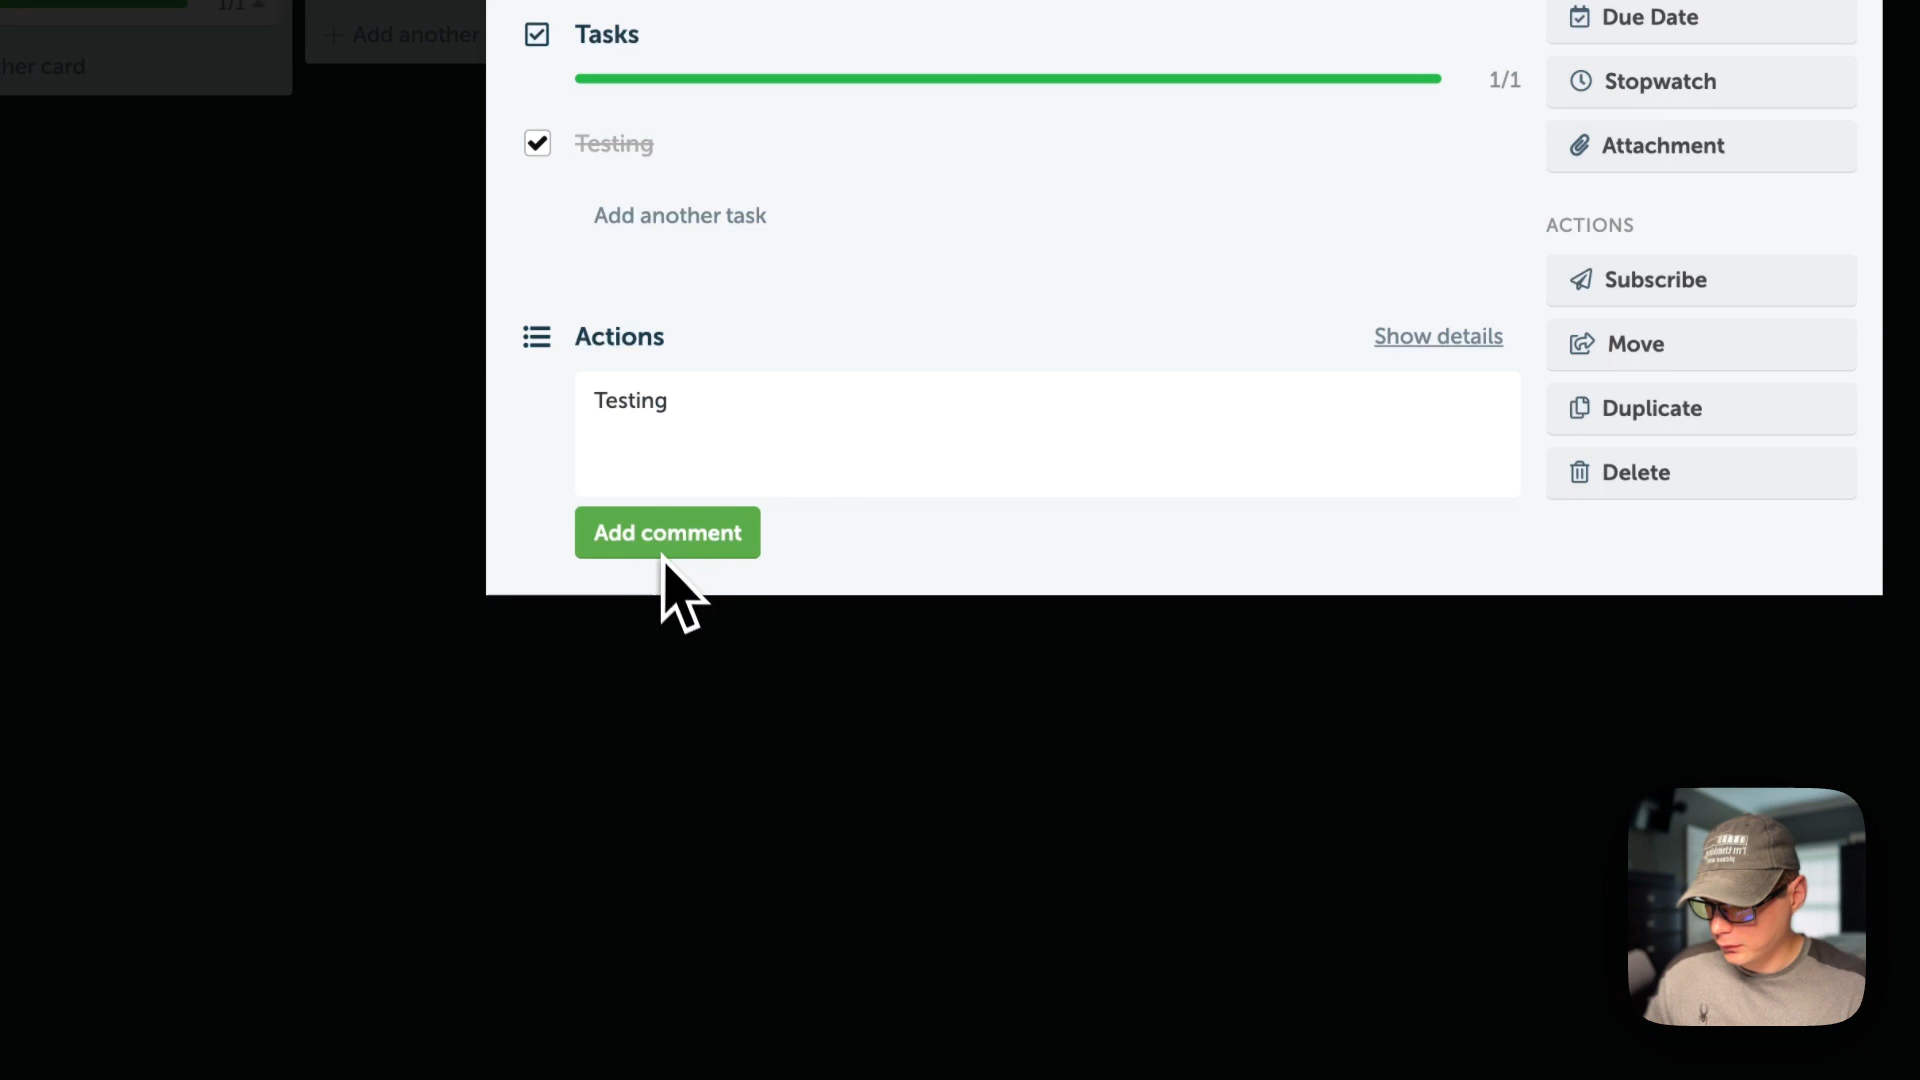 1/1
Add another
her card
Tasks
1/1
Testing
Add another task
Actions
Show details
Testing
Add comment
Due Date
Stopwatch
Attachment
ACTIONS
Subscribe
Move
Duplicate
Delete